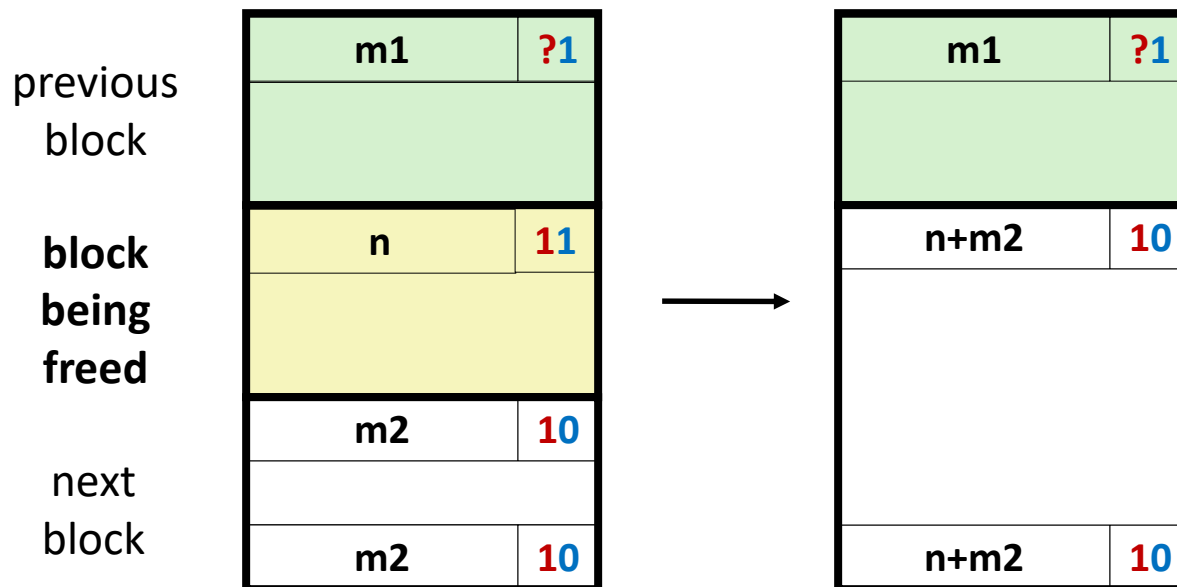 m1 ?1
m1 ?1
previous
block
n 11
n+m2 10
block
being
freed
m2 10
next
block
m2 10
n+m2 10